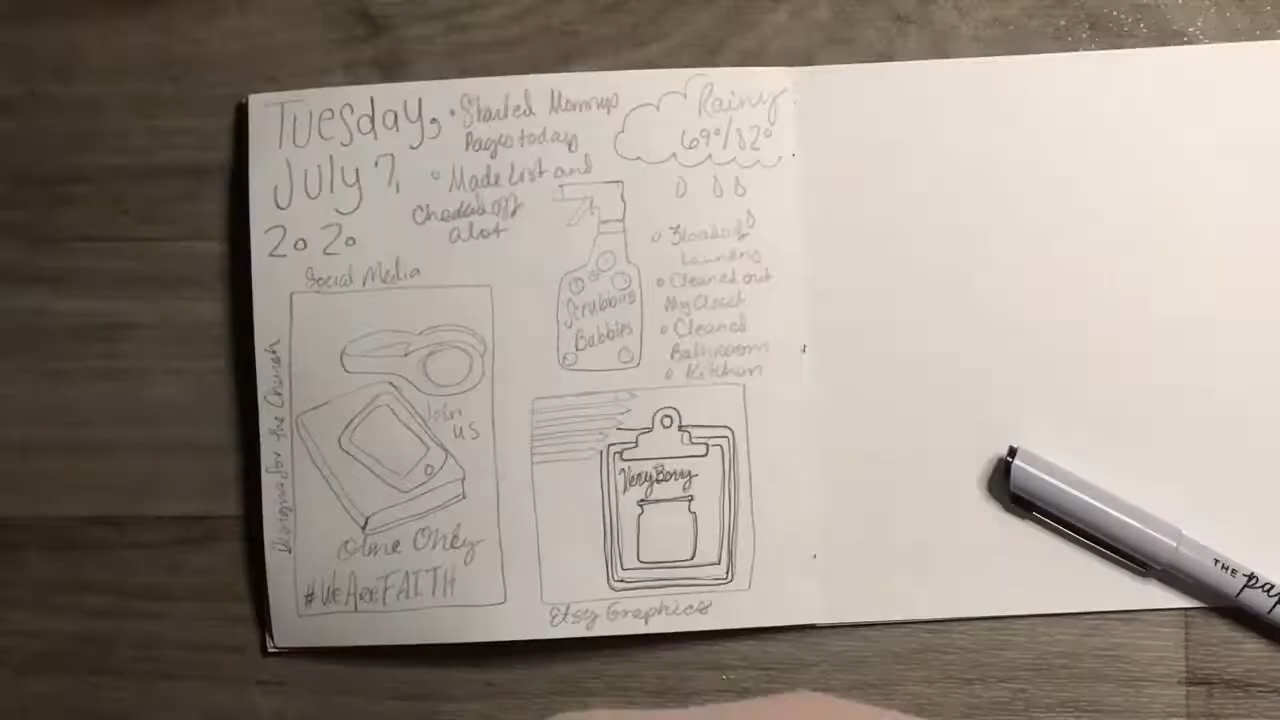 Tuesday,
July 7,
2020
• Started Morning
Pages today
• Made List and
Checked off
alot
Rainy
69°/82°
Social Media
Designs for the Church
Join
US
Online Only
#WeAreFAITH
Scrubbing
Bubbles
Laundry
• Cleaned out
My Closet
• Cleaned
Bathroom
• Kitchen
Very Berry
Etsy Graphics
THE